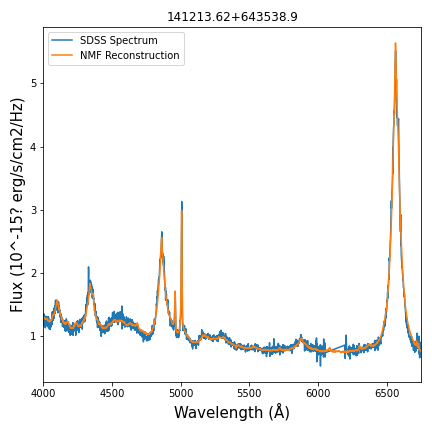 141213.62+643538.9
SDSS Spectrum
NMF Reconstruction
Flux (10^-15? erg/s/cm2/Hz)
5
4
3
2
1
4000 4500 5000 5500 6000 6500
Wavelength (Å)